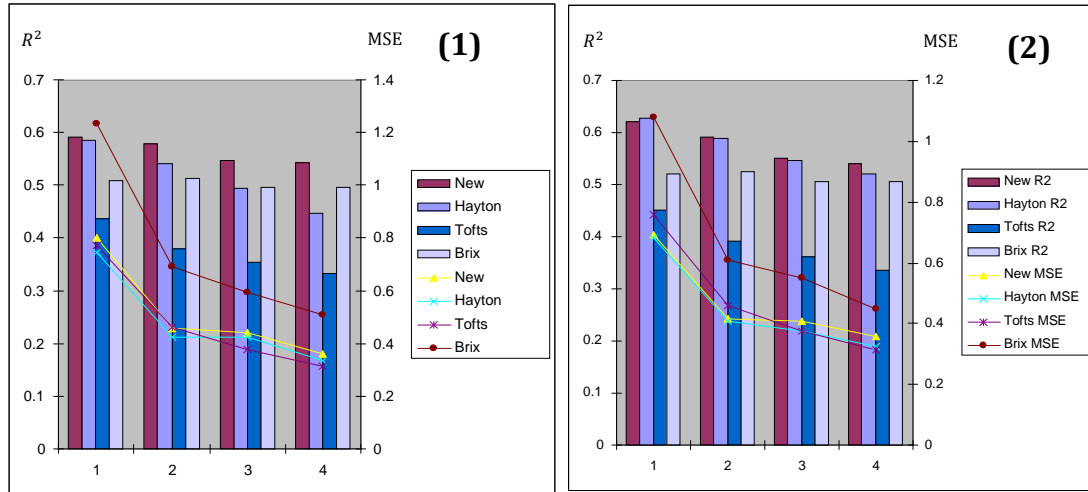 R² MSE (1)
0.7 1.4
0.6 1.2
0.5 1
0.4 0.8
0.3 0.6
0.2 0.4
0.1 0.2
0 0
1 2 3 4
New
Hayton
Tofts
Brix
New
Hayton
Tofts
Brix
R² MSE (2)
0.7 1.2
0.6 1
0.5 0.8
0.4 0.6
0.3 0.4
0.2 0.2
0.1 0
0
1 2 3 4
New R2
Hayton R2
Tofts R2
Brix R2
New MSE
Hayton MSE
Tofts MSE
Brix MSE